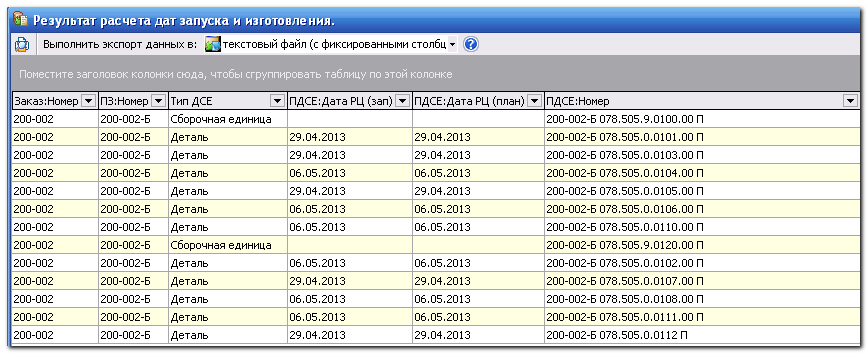 Результат расчета дат запуска и изготовления.
Выполнить экспорт данных в: текстовый файл (с фиксированными столбц
Поместите заголовок колонки сюда, чтобы сгруппировать таблицу по этой колонке
Заказ:Номер ПЗ:Номер Тип ДСЕ ПДСЕ:Дата РЦ (зап) ПДСЕ:Дата РЦ (план) ПДСЕ:Номер
200-002 200-002-Б Сборочная единица 200-002-Б 078.505.9.0100.00 П
200-002 200-002-Б Деталь 29.04.2013 29.04.2013 200-002-Б 078.505.0.0101.00 П
200-002 200-002-Б Деталь 29.04.2013 29.04.2013 200-002-Б 078.505.0.0103.00 П
200-002 200-002-Б Деталь 06.05.2013 06.05.2013 200-002-Б 078.505.0.0104.00 П
200-002 200-002-Б Деталь 29.04.2013 29.04.2013 200-002-Б 078.505.0.0105.00 П
200-002 200-002-Б Деталь 06.05.2013 06.05.2013 200-002-Б 078.505.0.0106.00 П
200-002 200-002-Б Деталь 06.05.2013 06.05.2013 200-002-Б 078.505.0.0110.00 П
200-002 200-002-Б Сборочная единица 200-002-Б 078.505.9.0120.00 П
200-002 200-002-Б Деталь 06.05.2013 06.05.2013 200-002-Б 078.505.0.0102.00 П
200-002 200-002-Б Деталь 29.04.2013 29.04.2013 200-002-Б 078.505.0.0107.00 П
200-002 200-002-Б Деталь 06.05.2013 06.05.2013 200-002-Б 078.505.0.0108.00 П
200-002 200-002-Б Деталь 06.05.2013 06.05.2013 200-002-Б 078.505.0.0111.00 П
200-002 200-002-Б Деталь 29.04.2013 29.04.2013 200-002-Б 078.505.0.0112 П